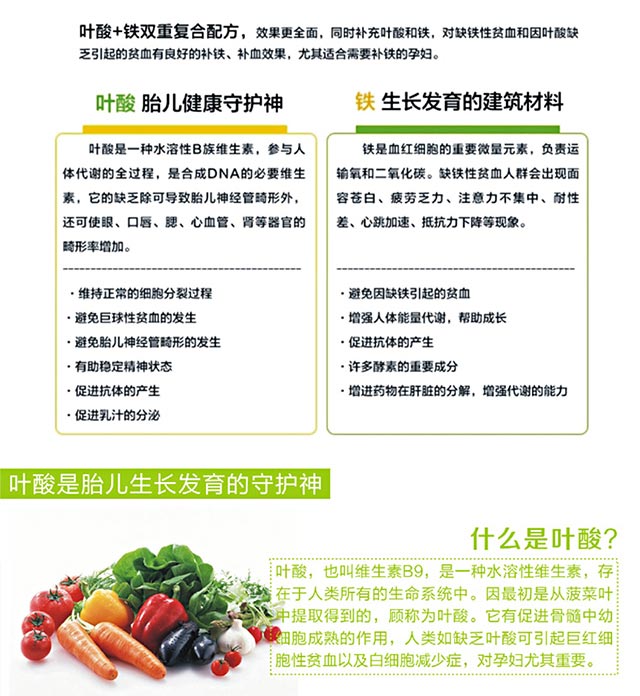 叶酸+铁双重复合配方，效果更全面，同时补充叶酸和铁，对缺铁性贫血和因叶酸缺
乏引起的贫血有良好的补铁、补血效果，尤其适合需要补铁的孕妇。
叶酸 胎儿健康守护神
叶酸是一种水溶性B族维生素，参与人
体代谢的全过程，是合成DNA的必要维生
素，它的缺乏除可导致胎儿神经管畸形外，
还可使眼、口唇、腮、心血管、肾等器官的
畸形率增加。
·维持正常的细胞分裂过程
·避免巨球性贫血的发生
·避免胎儿神经管畸形的发生
·有助稳定精神状态
·促进抗体的产生
·促进乳汁的分泌
铁 生长发育的建筑材料
铁是血红细胞的重要微量元素，负责运
输氧和二氧化碳。缺铁性贫血人群会出现面
容苍白、疲劳乏力、注意力不集中、耐性
差、心跳加速、抵抗力下降等现象。
·避免因缺铁引起的贫血
·增强人体能量代谢，帮助成长
·促进抗体的产生
·许多酵素的重要成分
·增进药物在肝脏的分解，增强代谢的能力
叶酸是胎儿生长发育的守护神
什么是叶酸?
叶酸，也叫维生素B9，是一种水溶性维生素，存
在于人类所有的生命系统中。因最初是从菠菜叶
中提取得到的，顾称为叶酸。它有促进骨髓中幼
细胞成熟的作用，人类如缺乏叶酸可引起巨红细
胞性贫血以及白细胞减少症，对孕妇尤其重要。